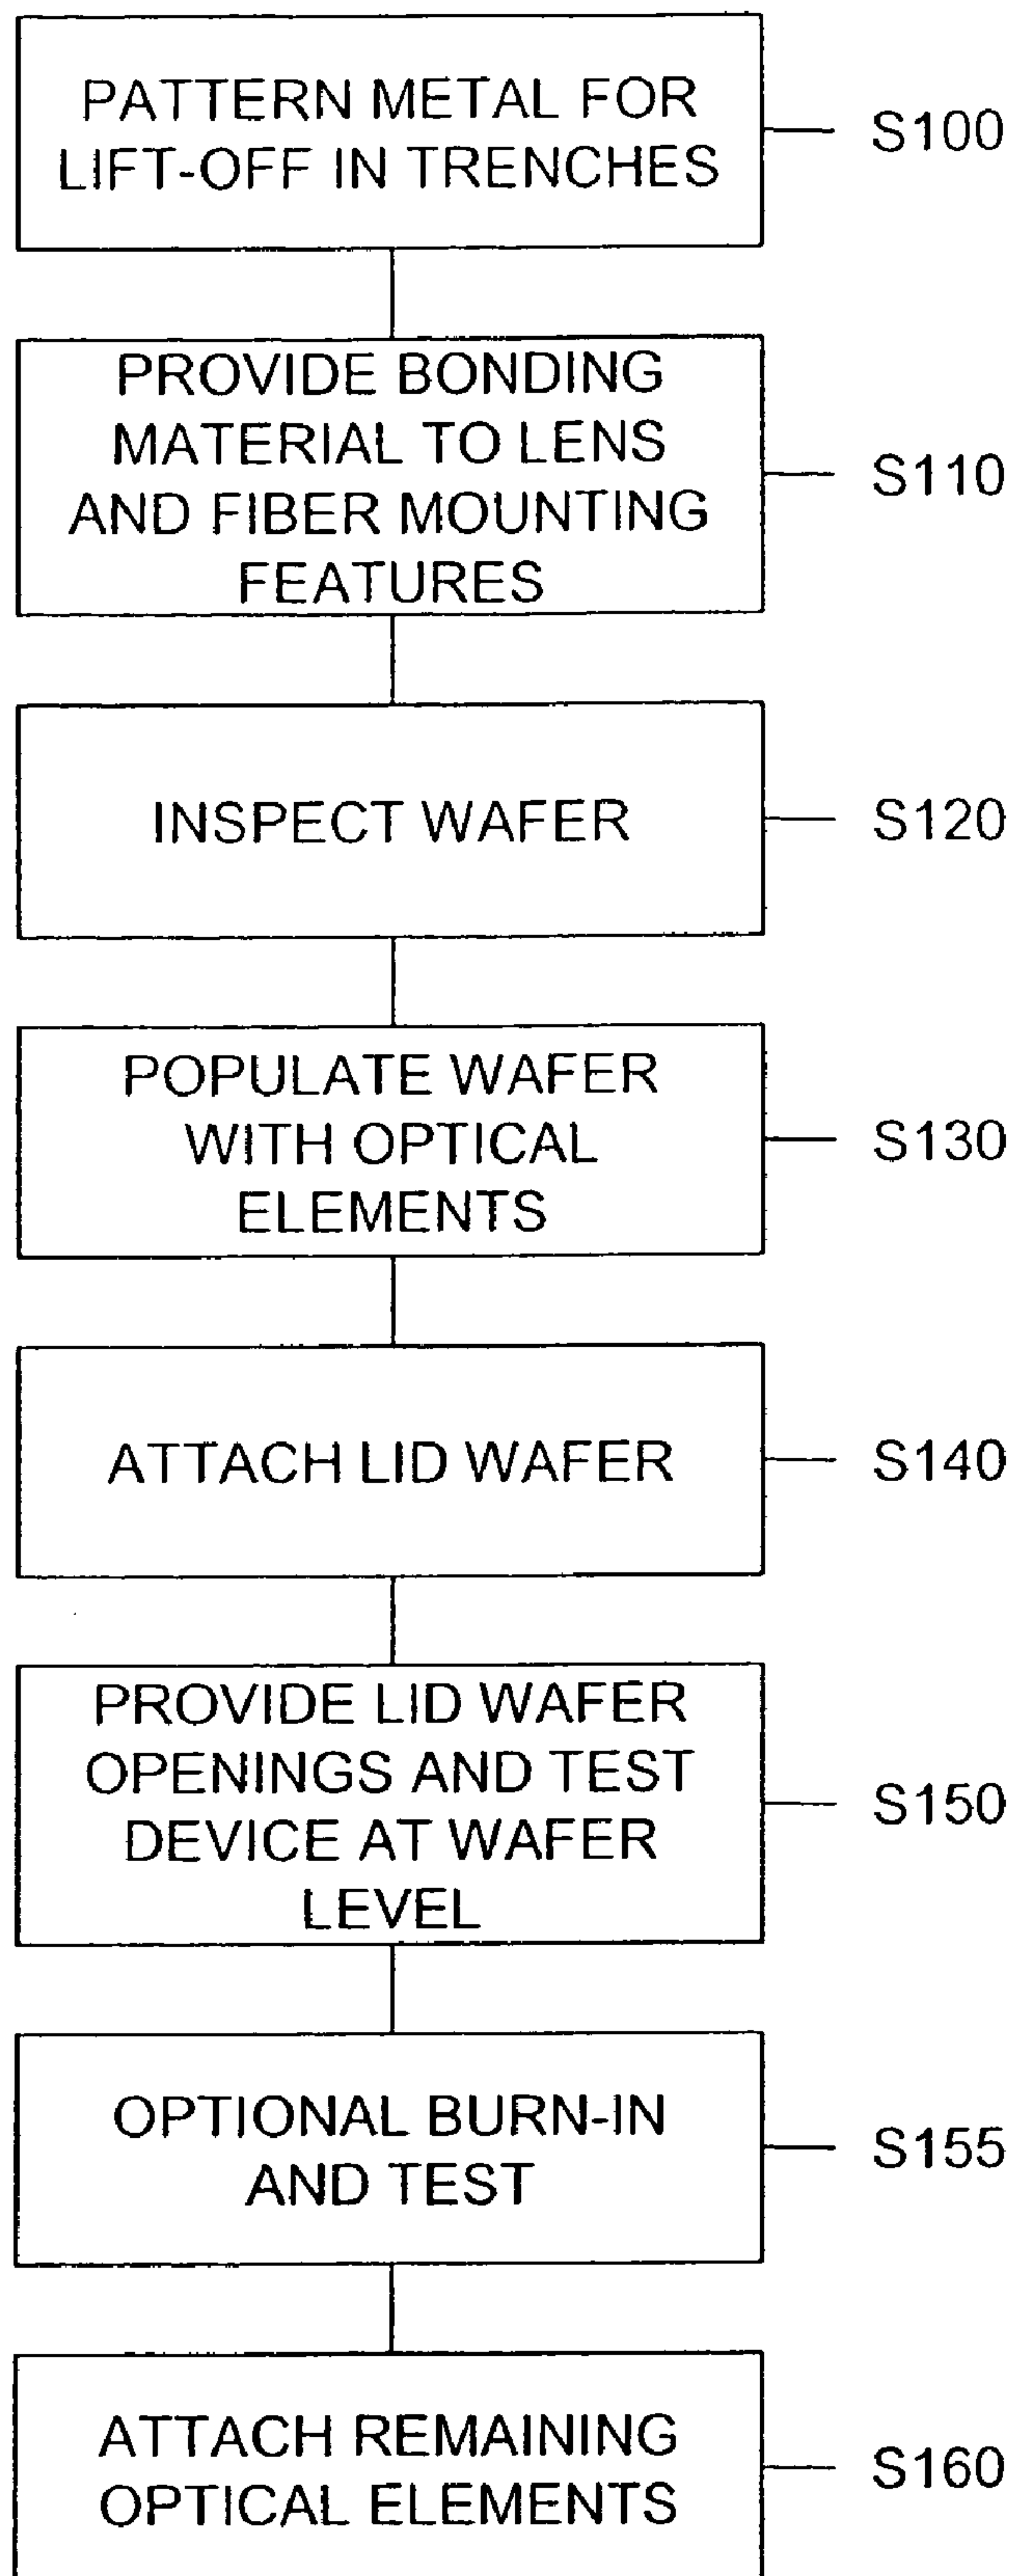 PATTERN METAL FOR
LIFT-OFF IN TRENCHES
S100
PROVIDE BONDING
MATERIAL TO LENS
AND FIBER MOUNTING
FEATURES
S110
INSPECT WAFER
S120
POPULATE WAFER
WITH OPTICAL
ELEMENTS
S130
ATTACH LID WAFER
S140
PROVIDE LID WAFER
OPENINGS AND TEST
DEVICE AT WAFER
LEVEL
S150
OPTIONAL BURN-IN
AND TEST
S155
ATTACH REMAINING
OPTICAL ELEMENTS
S160